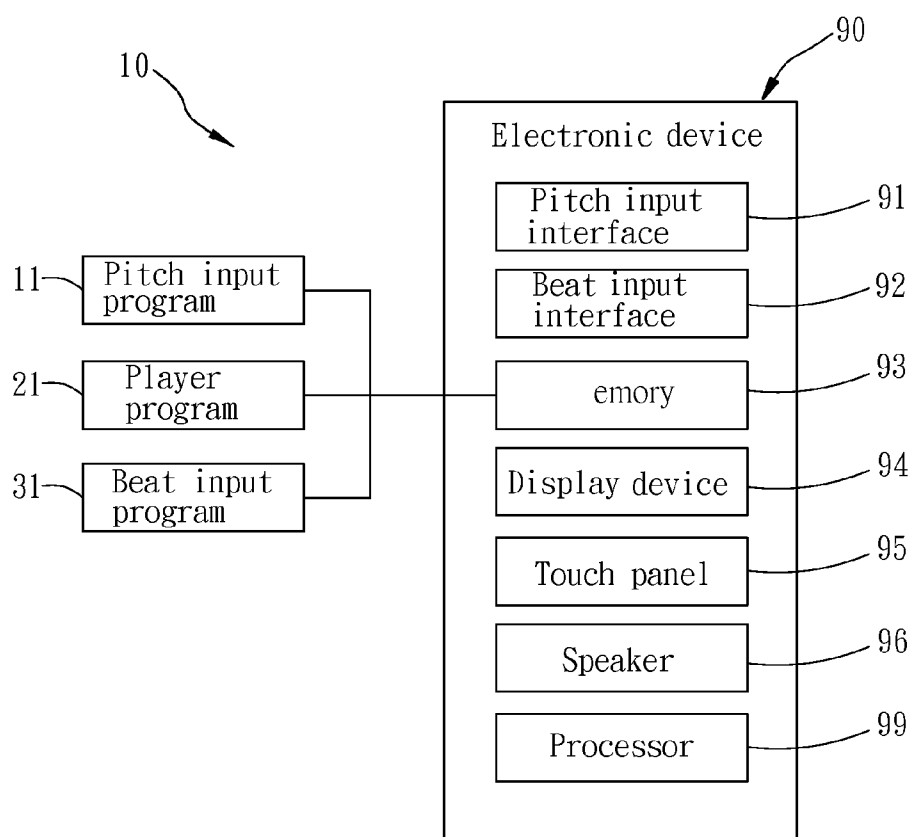 90
10
Electronic device
Pitch input
interface
91
11
Pitch input
program
Beat input
interface
92
21
Player
program
emory
93
31
Beat input
program
Display device
94
Touch panel
95
Speaker
96
Processor
99